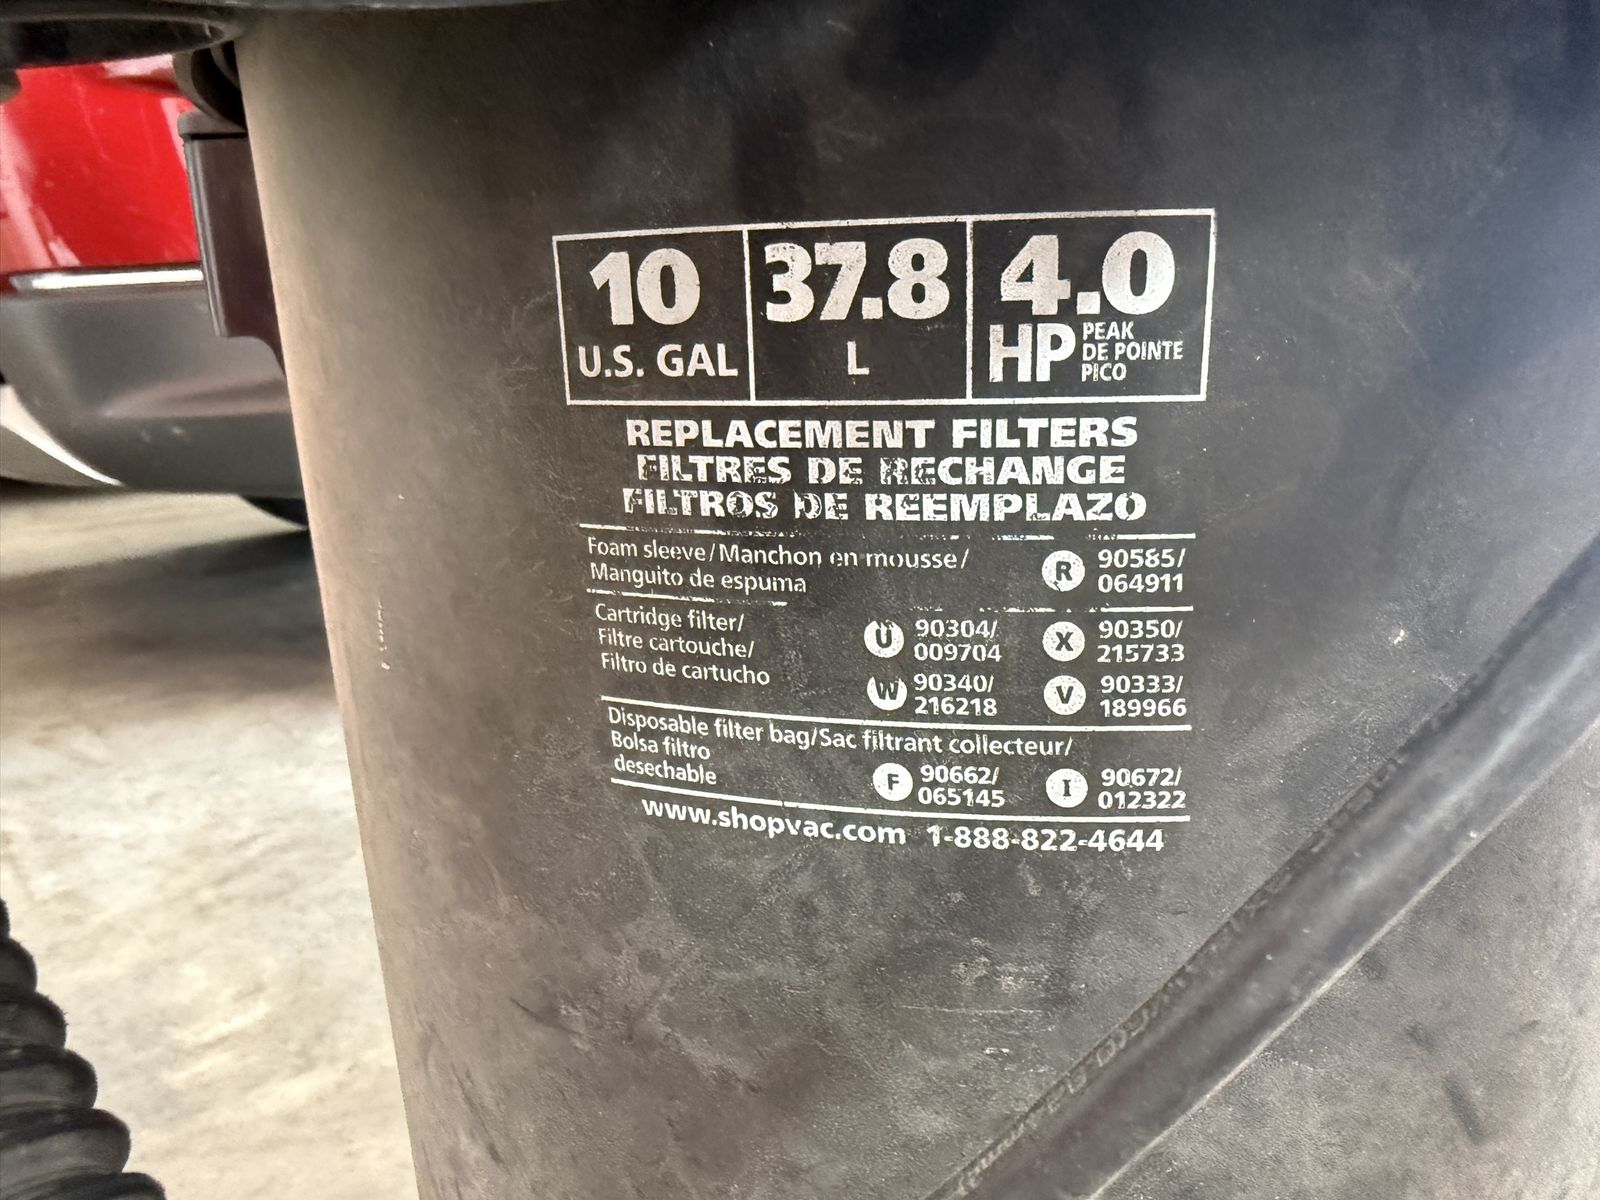 10
U.S. GAL
37.8
L
4.0
HP PEAK
DE POINTE
PICO
REPLACEMENT FILTERS
FILTRES DE RECHANGE
FILTROS DE REEMPLAZO
Foam sleeve/Manchon en mousse/
Manguito de espuma
R 90585/
064911
Cartridge filter/
Filtre cartouche/
Filtro de cartucho
U 90304/
009704
X 90350/
215733
W 90340/
216218
V 90333/
189966
Disposable filter bag/Sac filtrant collecteur/
Bolsa filtro
desechable
F 90662/
065145
I 90672/
012322
www.shopvac.com 1-888-822-4644